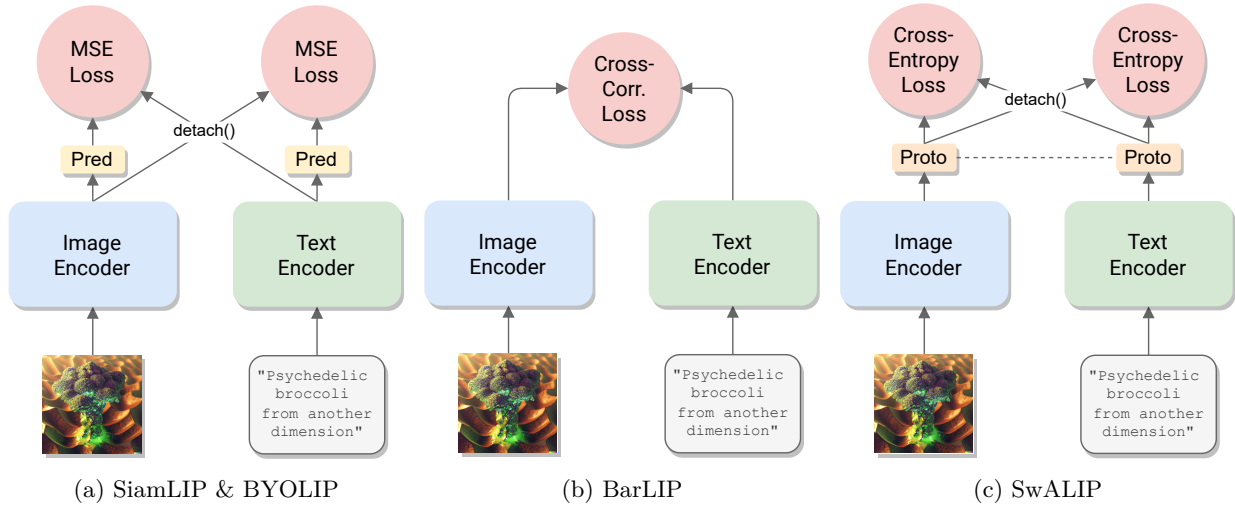 MSE
Loss
MSE
Loss
detach()
Pred
Pred
Image
Encoder
Text
Encoder
"Psychedelic
broccoli
from another
dimension"
(a) SiamLIP & BYOLIP
Cross-
Corr.
Loss
Image
Encoder
Text
Encoder
"Psychedelic
broccoli
from another
dimension"
(b) BarLIP
Cross-
Entropy
Loss
Cross-
Entropy
Loss
detach()
Proto
Proto
Image
Encoder
Text
Encoder
"Psychedelic
broccoli
from another
dimension"
(c) SwALIP